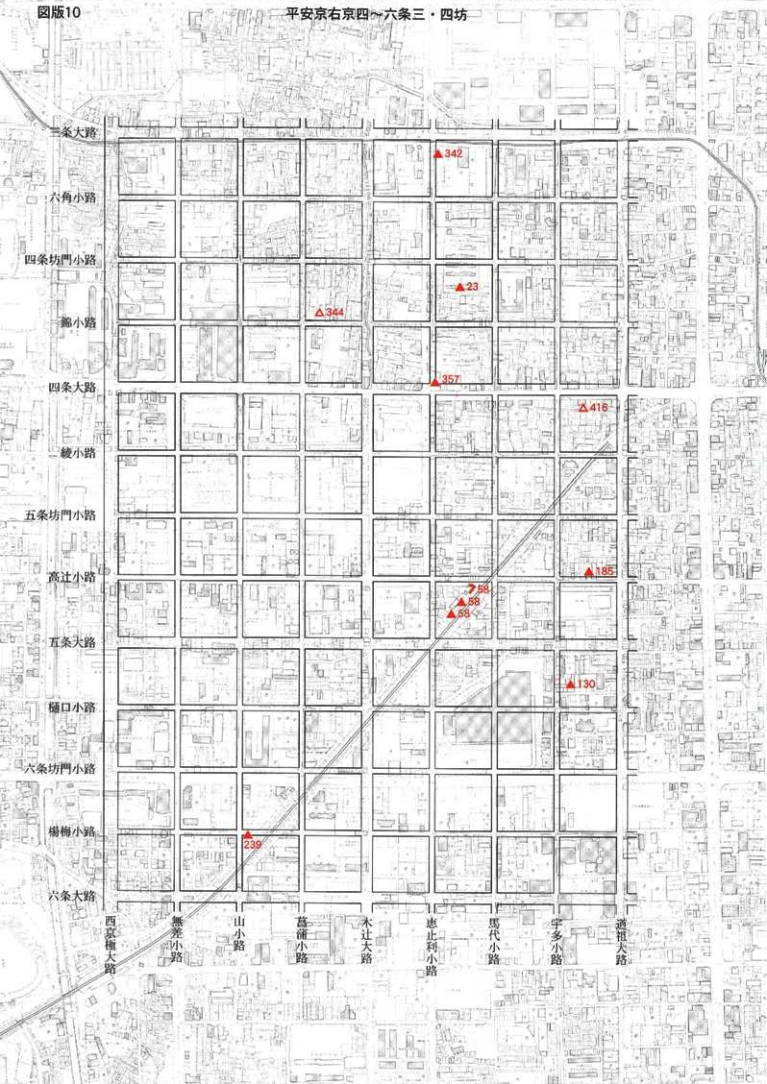 図版10
平安京右京四〜六条三・四坊
三条大路
342
六角小路
四条坊門小路
23
344
錦小路
357
四条大路
416
綾小路
五条坊門小路
高辻小路
185
?58
58
58
五条大路
130
樋口小路
六条坊門小路
楊梅小路
239
六条大路
西京極大路
無差小路
山小路
菖蒲小路
木辻大路
恵止利小路
馬代小路
宇多小路
道祖大路